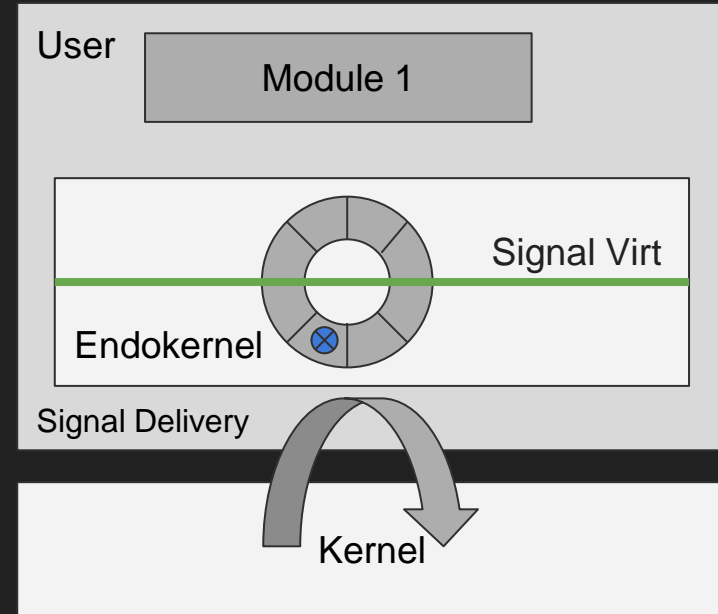 User
Module 1
Signal Virt
Endokernel
Signal Delivery
Kernel